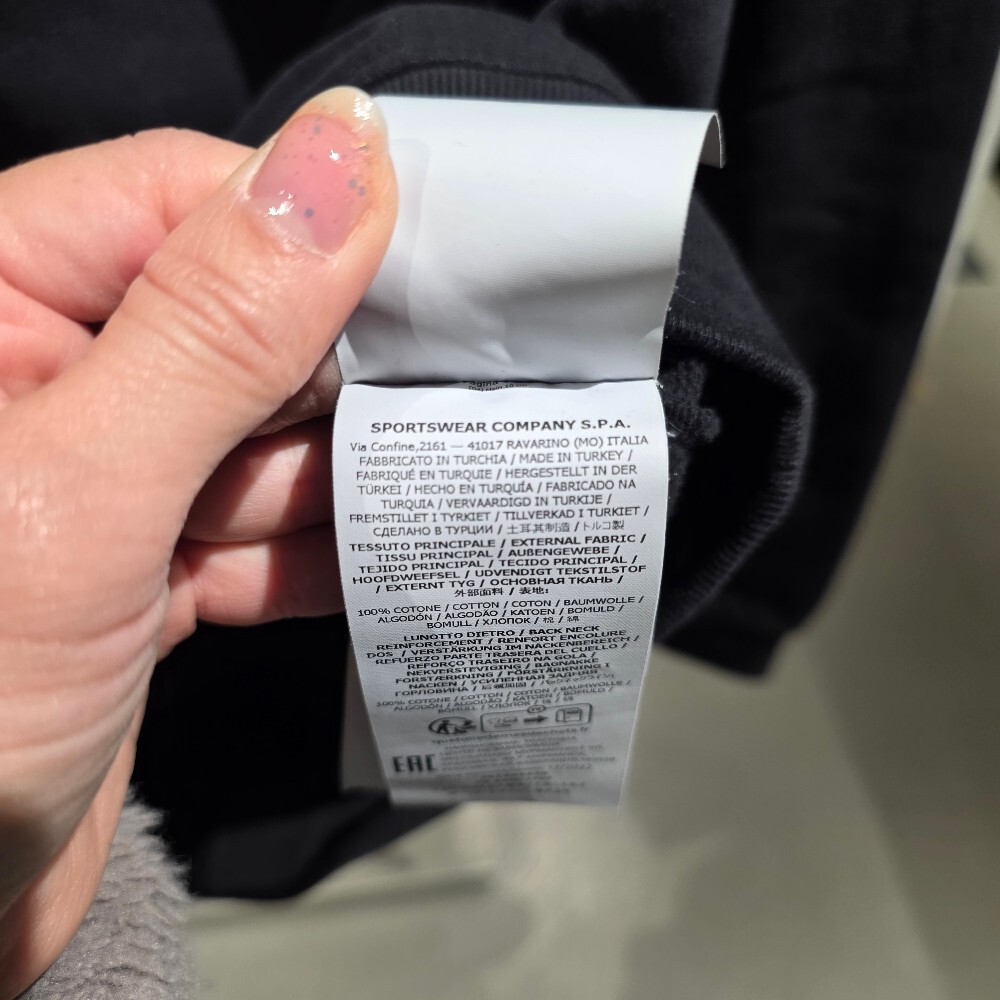 SPORTSWEAR COMPANY S.P.A.
Via Confine,2161 — 41017 RAVARINO (MO) ITALIA
FABBRICATO IN TURCHIA / MADE IN TURKEY /
FABRIQUÉ EN TURQUIE / HERGESTELLT IN DER
TÜRKEI / HECHO EN TURQUÍA / FABRICADO NA
TURQUIA / VERVAARDIGD IN TURKIJE /
FREMSTILLET I TYRKIET / TILLVERKAD I TURKIET /
СДЕЛАНО В ТУРЦИИ / 土耳其制造 / トルコ製
TESSUTO PRINCIPALE / EXTERNAL FABRIC /
TISSU PRINCIPAL / AUßENGEWEBE /
TEJIDO PRINCIPAL / TECIDO PRINCIPAL /
HOOFDWEEFSEL / UDVENDIGT TEKSTILSTOF
/ EXTERNT TYG / ОСНОВНАЯ ТКАНЬ /
外部面料 / 表地:
100% COTONE / COTTON / COTON / BAUMWOLLE /
ALGODÓN / ALGODÃO / KATOEN / BOMULD /
BOMULL / ХЛОПОК / 棉 / 綿
LUNOTTO DIETRO / BACK NECK
REINFORCEMENT / RENFORT ENCOLURE
DOS / VERSTÄRKUNG IM NACKENBEREICH /
REFUERZO PARTE TRASERA DEL CUELLO /
REFORÇO TRASEIRO NA GOLA /
NEKVERSTEVIGING / BAGNAKKE
FORSTÆRKNING / FÖRSTÄRKNING I
NACKEN / УСИЛЕННАЯ ЗАДНЯЯ
ГОРЛОВИНА /
100% COTONE / COTTON / COTON / BAUMWOLLE /
ALGODÓN / ALGODÃO / KATOEN / BOMULD /
BOMULL / ХЛОПОК / 棉 / 綿
FR
quefairedemesdechets.fr
EAC